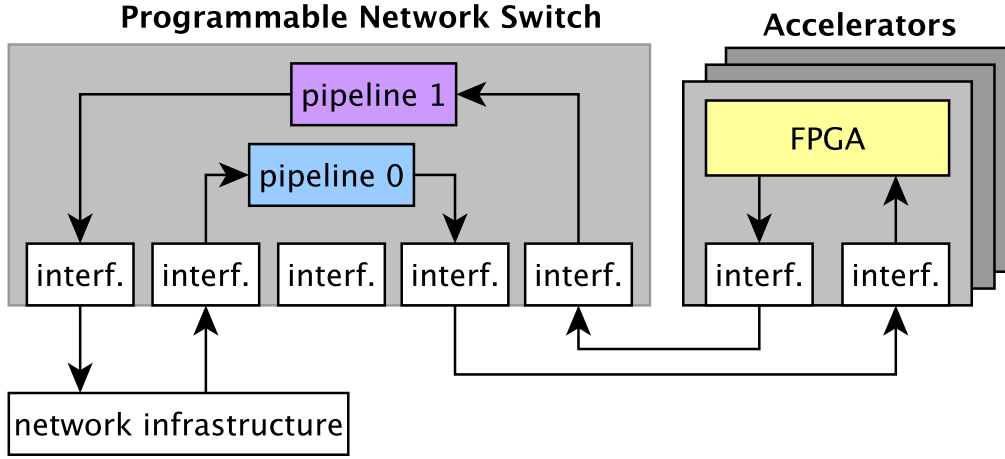 Programmable Network Switch
Accelerators
pipeline 1
FPGA
pipeline 0
interf.
interf.
interf.
interf.
interf.
interf.
interf.
network infrastructure